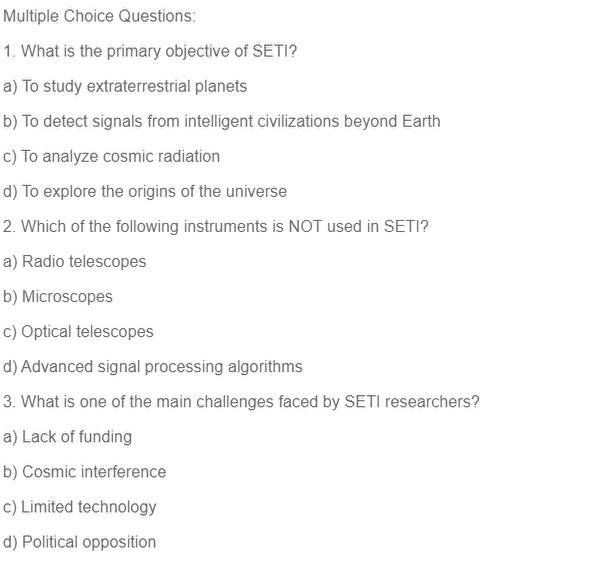 Multiple Choice Questions:
1. What is the primary objective of SETI?
a) To study extraterrestrial planets
b) To detect signals from intelligent civilizations beyond Earth
c) To analyze cosmic radiation
d) To explore the origins of the universe
2. Which of the following instruments is NOT used in SETI?
a) Radio telescopes
b) Microscopes
c) Optical telescopes
d) Advanced signal processing algorithms
3. What is one of the main challenges faced by SETI researchers?
a) Lack of funding
b) Cosmic interference
c) Limited technology
d) Political opposition